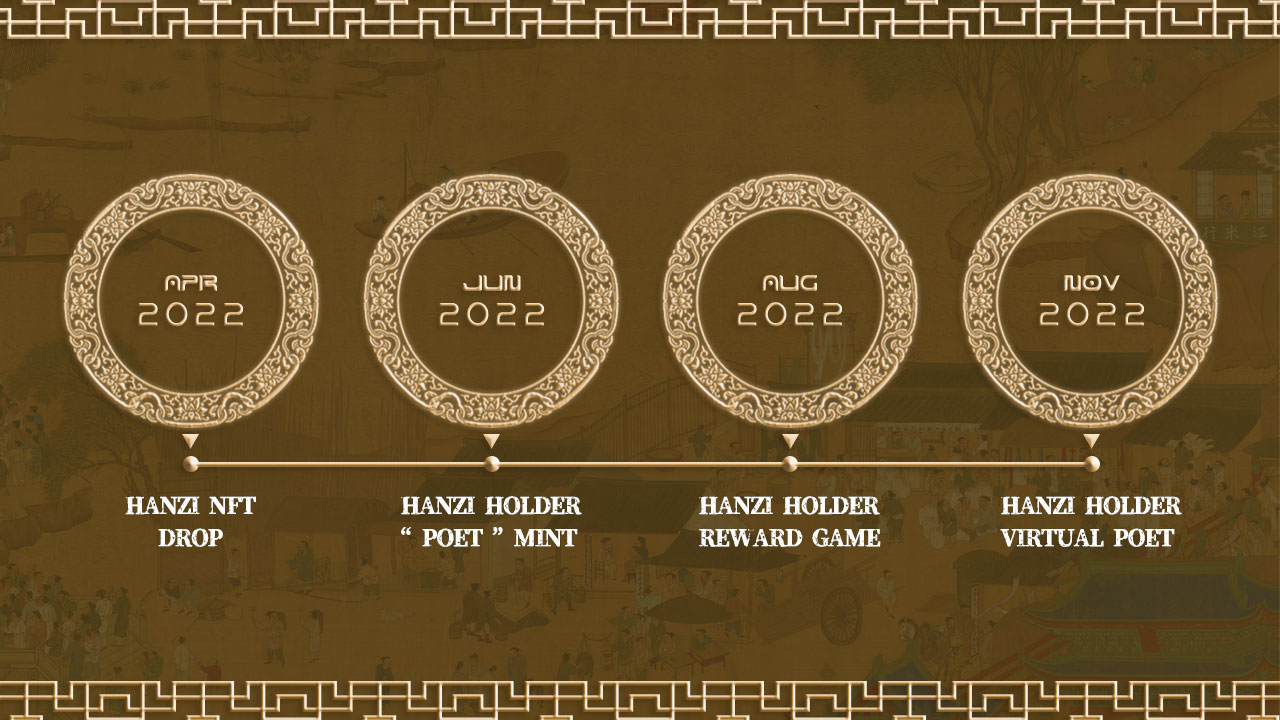 APR
2022
JUN
2022
AUG
2022
NOV
2022
HANZI NFT
DROP
HANZI HOLDER
“ POET ” MINT
HANZI HOLDER
REWARD GAME
HANZI HOLDER
VIRTUAL POET